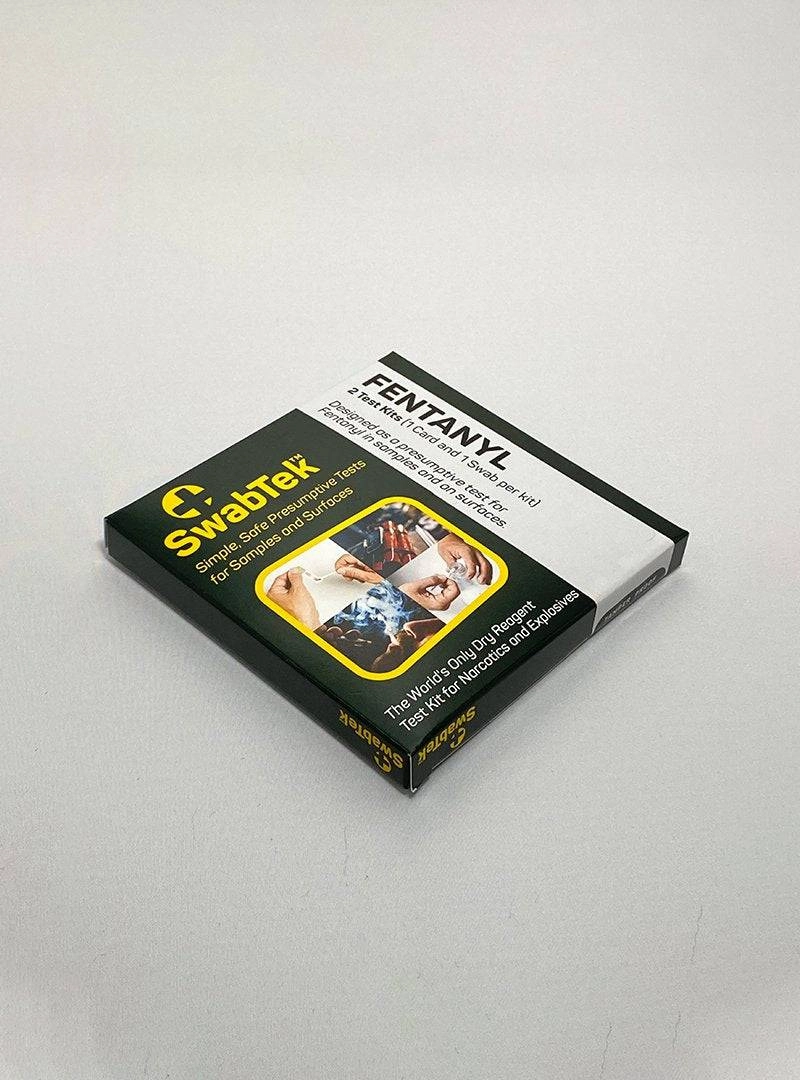 FENTANYL
2 Test Kits (1 Card and 1 Swab per kit)
Designed as a presumptive test for
Fentanyl in samples and on surfaces.
SwabTek™
Simple, Safe Presumptive Tests
for Samples and Surfaces
The World's Only Dry Reagent
Test Kit for Narcotics and Explosives
SwabTek
SwabTek